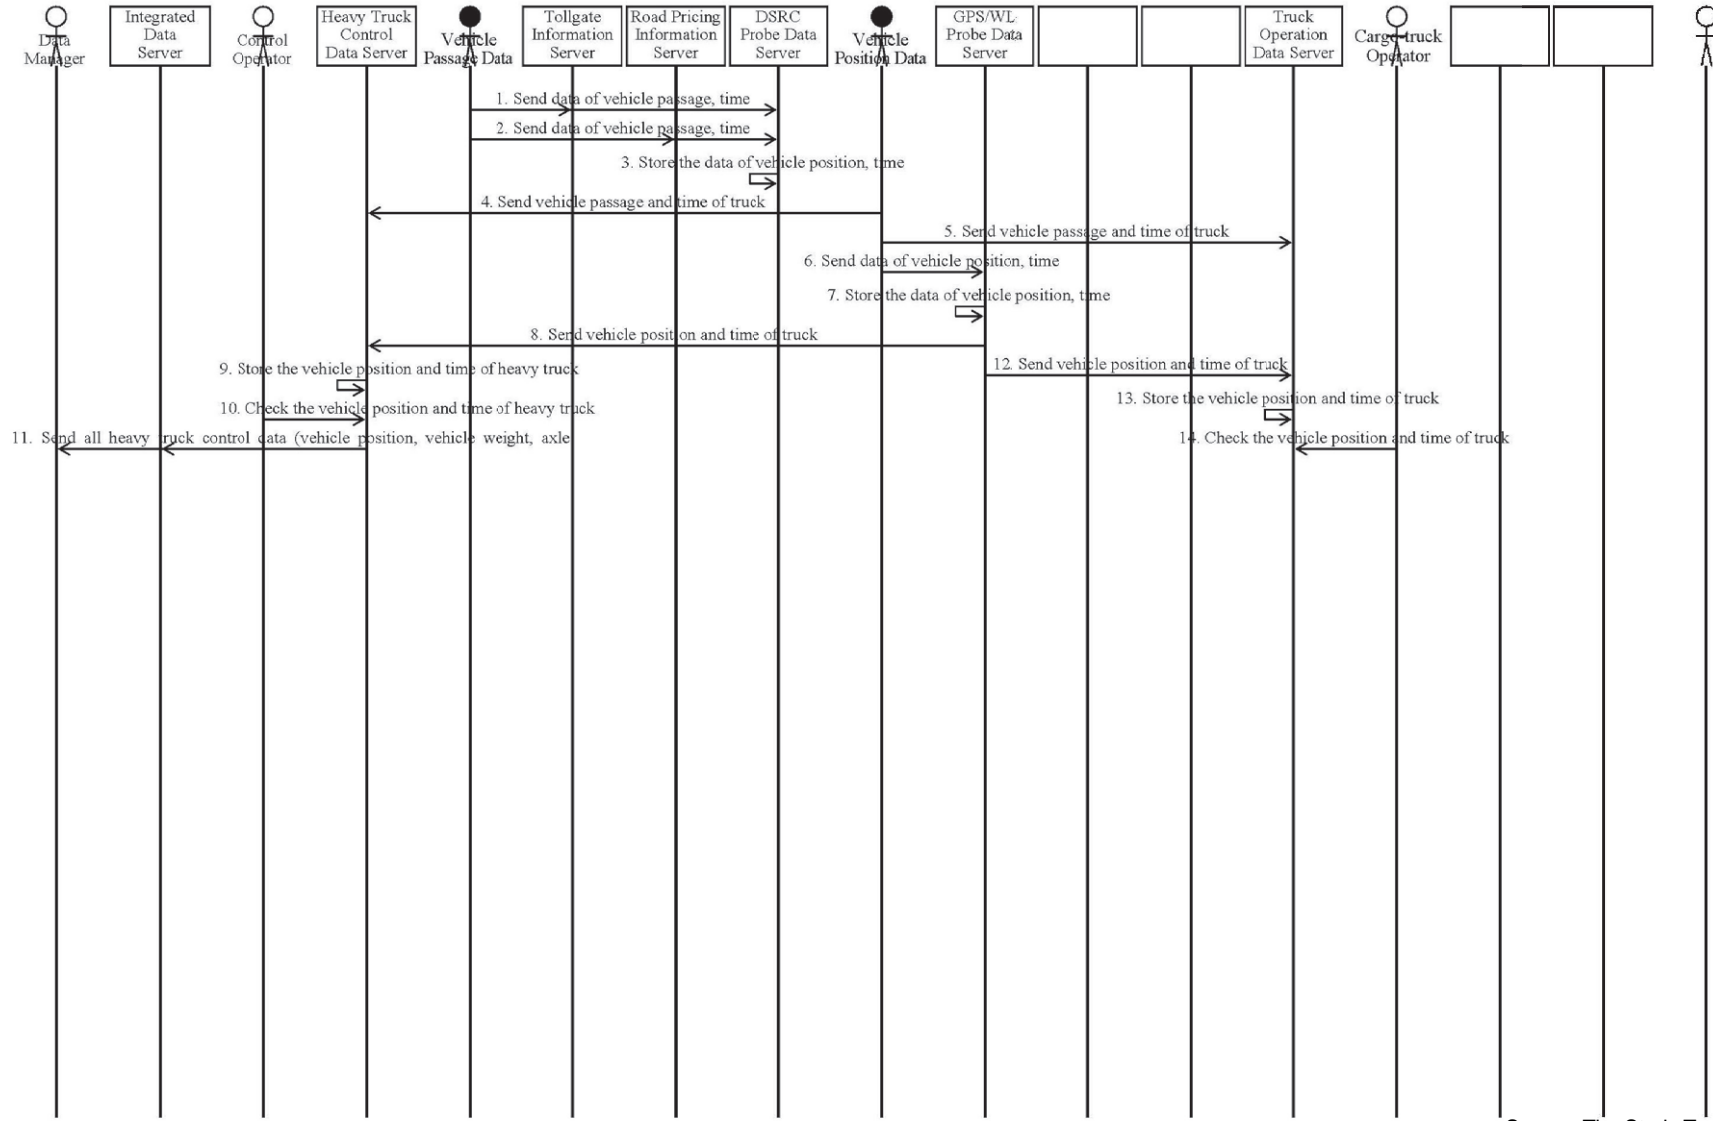 Data
Manager
Integrated
Data
Server
Control
Operator
Heavy Truck
Control
Data Server
Vehicle
Passage Data
Tollgate
Information
Server
Road Pricing
Information
Server
DSRC
Probe Data
Server
Vehicle
Position Data
GPS/WL
Probe Data
Server
Truck
Operation
Data Server
Cargo-truck
Operator
1. Send data of vehicle passage, time
2. Send data of vehicle passage, time
3. Store the data of vehicle position, time
4. Send vehicle passage and time of truck
5. Send vehicle passage and time of truck
6. Send data of vehicle position, time
7. Store the data of vehicle position, time
8. Send vehicle position and time of truck
9. Store the vehicle position and time of heavy truck
12. Send vehicle position and time of truck
13. Store the vehicle position and time of truck
10. Check the vehicle position and time of heavy truck
11. Send all heavy truck control data (vehicle position, vehicle weight, axle
14. Check the vehicle position and time of truck